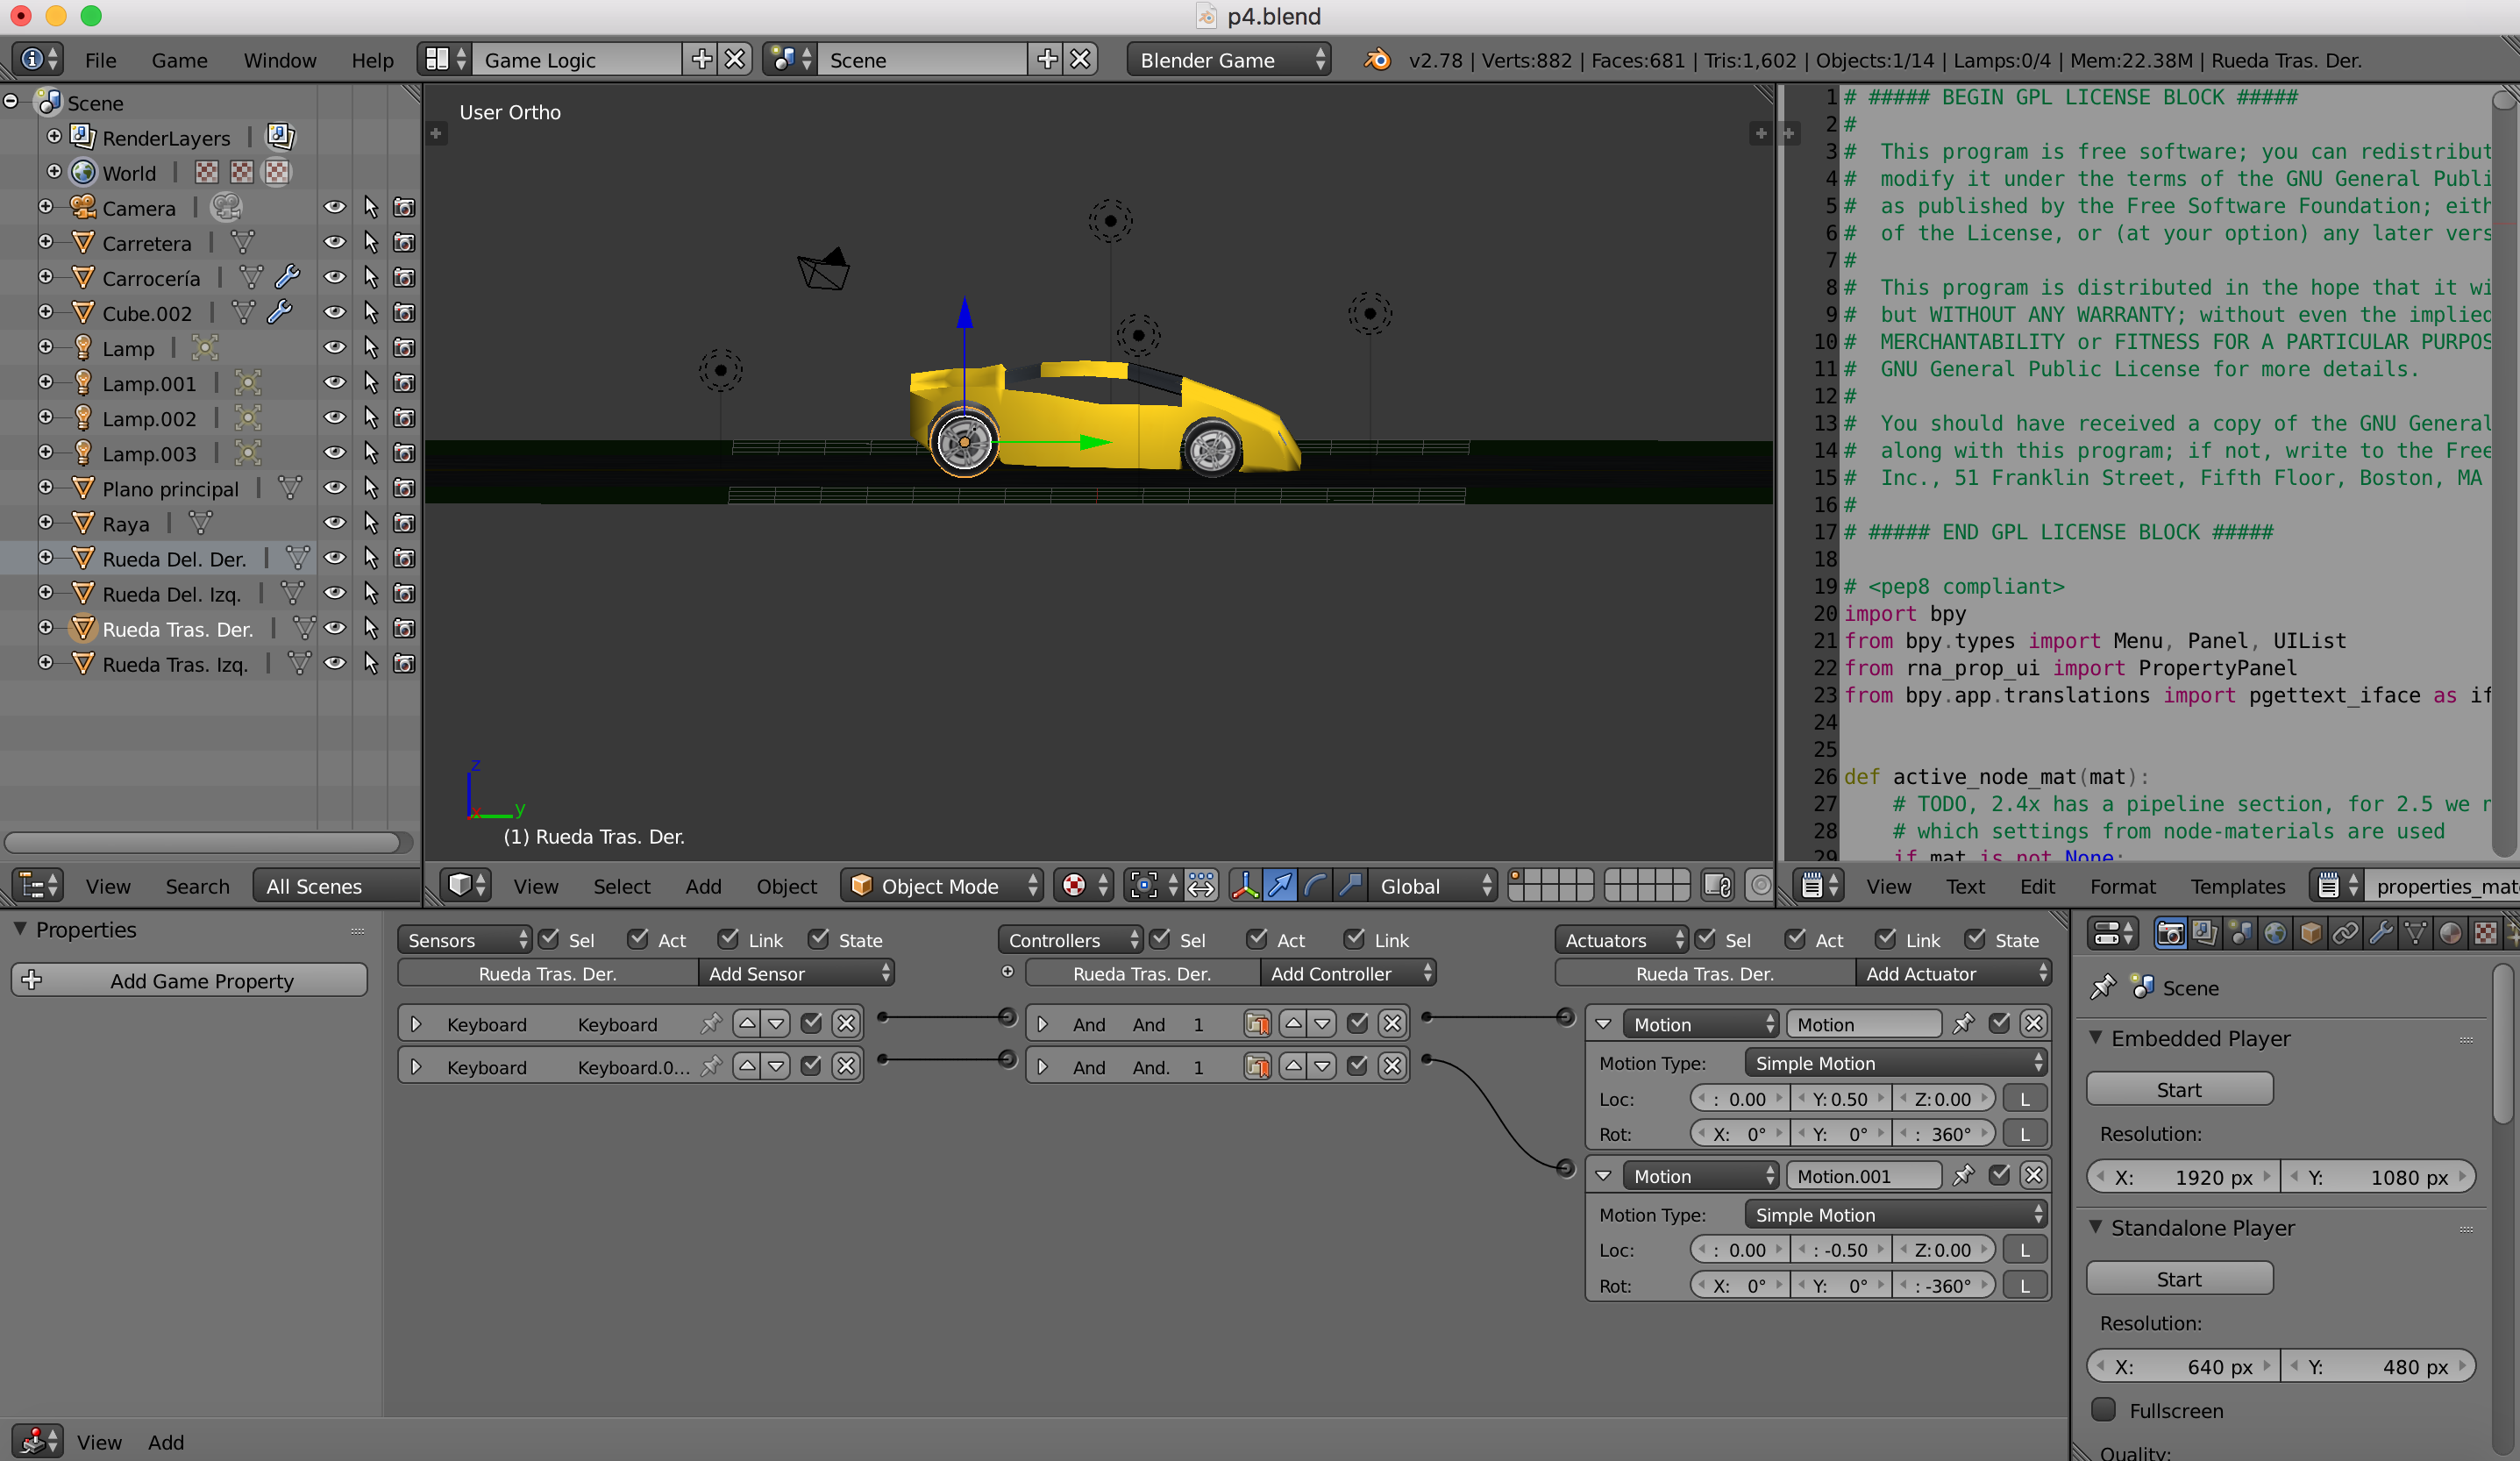 p4.blend
File Game Window Help Game Logic Scene Blender Game v2.78 | Verts:882 | Faces:681 | Tris:1,602 | Objects:1/14 | Lamps:0/4 | Mem:22.38M | Rueda Tras. Der.
Scene
RenderLayers
World
Camera
Carretera
Carrocería
Cube.002
Lamp
Lamp.001
Lamp.002
Lamp.003
Plano principal
Raya
Rueda Del. Der.
Rueda Del. Izq.
Rueda Tras. Der.
Rueda Tras. Izq.
View Search All Scenes
User Ortho
z
x y
(1) Rueda Tras. Der.
View Select Add Object Object Mode Global
1 # ##### BEGIN GPL LICENSE BLOCK #####
2 #
3 # This program is free software; you can redistribut
4 # modify it under the terms of the GNU General Publi
5 # as published by the Free Software Foundation; eith
6 # of the License, or (at your option) any later vers
7 #
8 # This program is distributed in the hope that it wi
9 # but WITHOUT ANY WARRANTY; without even the implied
10 # MERCHANTABILITY or FITNESS FOR A PARTICULAR PURPOS
11 # GNU General Public License for more details.
12 #
13 # You should have received a copy of the GNU General
14 # along with this program; if not, write to the Free
15 # Inc., 51 Franklin Street, Fifth Floor, Boston, MA
16 #
17 # ##### END GPL LICENSE BLOCK #####
18
19 # <pep8 compliant>
20 import bpy
21 from bpy.types import Menu, Panel, UIList
22 from rna_prop_ui import PropertyPanel
23 from bpy.app.translations import pgettext_iface as if
24
25
26 def active_node_mat(mat):
27 # TODO, 2.4x has a pipeline section, for 2.5 we n
28 # which settings from node-materials are used
29 if mat is not None:
View Text Edit Format Templates properties_mat
Properties
Add Game Property
Sensors Sel Act Link State
Rueda Tras. Der. Add Sensor
Keyboard Keyboard
Keyboard Keyboard.0...
Controllers Sel Act Link
Rueda Tras. Der. Add Controller
And And 1
And And. 1
Actuators Sel Act Link State
Rueda Tras. Der. Add Actuator
Motion Motion
Motion Type: Simple Motion
Loc: : 0.00 Y: 0.50 Z: 0.00 L
Rot: X: 0° Y: 0° : 360° L
Motion Motion.001
Motion Type: Simple Motion
Loc: : 0.00 : -0.50 Z: 0.00 L
Rot: X: 0° Y: 0° : -360° L
Scene
Embedded Player
Start
Resolution:
X: 1920 px Y: 1080 px
Standalone Player
Start
Resolution:
X: 640 px Y: 480 px
Fullscreen
Quality:
View Add